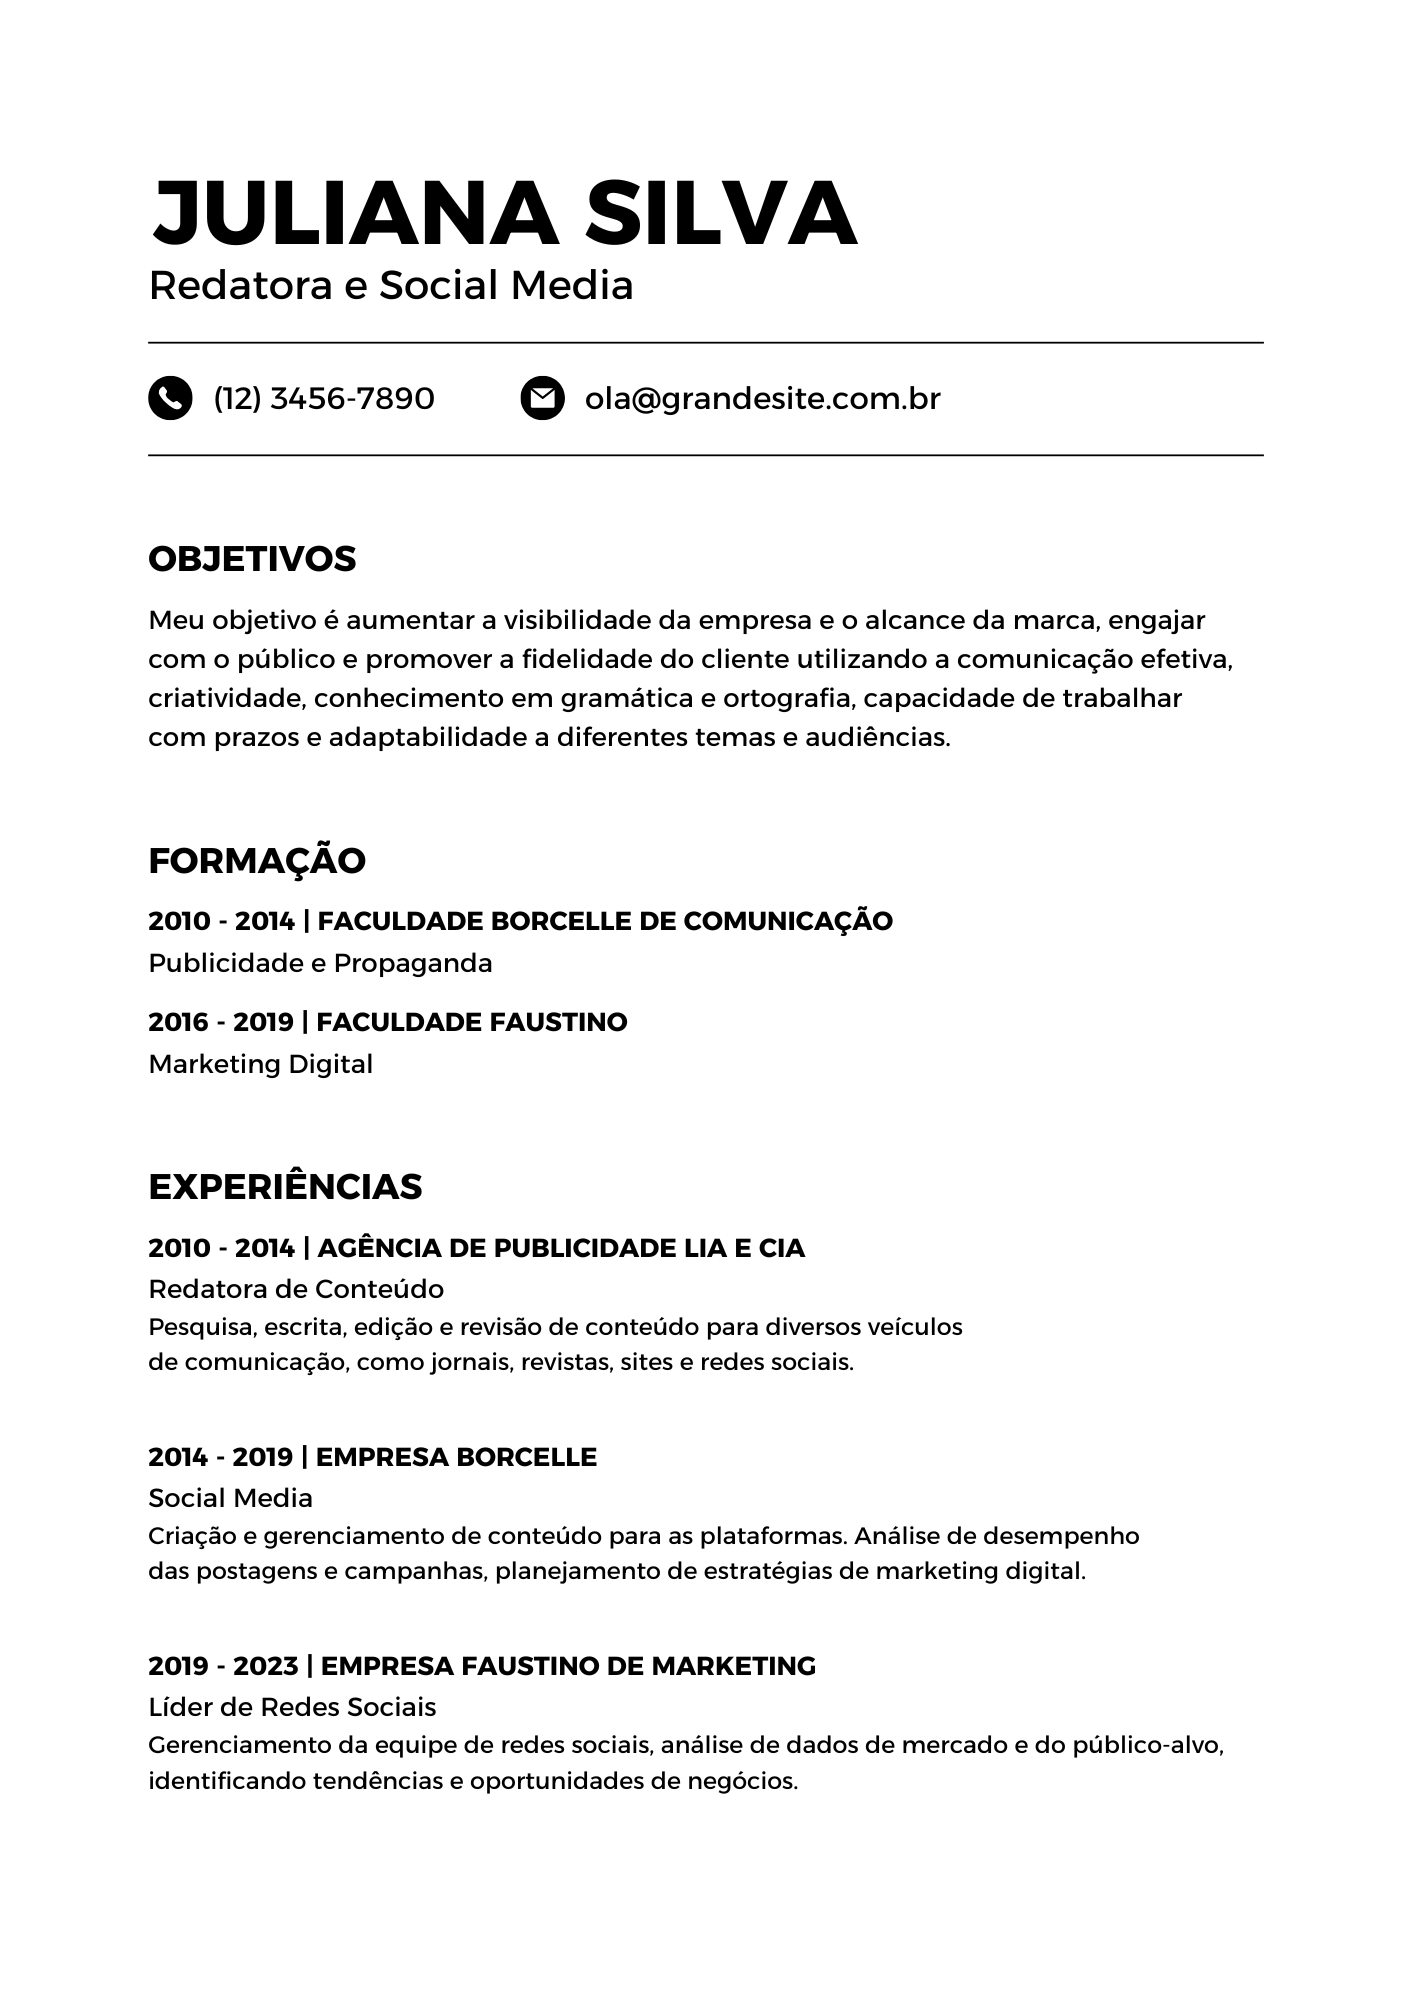 JULIANA SILVA
Redatora e Social Media
(12) 3456-7890
ola@grandesite.com.br
OBJETIVOS
Meu objetivo é aumentar a visibilidade da empresa e o alcance da marca, engajar
com o público e promover a fidelidade do cliente utilizando a comunicação efetiva,
criatividade, conhecimento em gramática e ortografia, capacidade de trabalhar
com prazos e adaptabilidade a diferentes temas e audiências.
FORMAÇÃO
2010 - 2014 | FACULDADE BORCELLE DE COMUNICAÇÃO
Publicidade e Propaganda
2016 - 2019 | FACULDADE FAUSTINO
Marketing Digital
EXPERIÊNCIAS
2010 - 2014 | AGÊNCIA DE PUBLICIDADE LIA E CIA
Redatora de Conteúdo
Pesquisa, escrita, edição e revisão de conteúdo para diversos veículos
de comunicação, como jornais, revistas, sites e redes sociais.
2014 - 2019 | EMPRESA BORCELLE
Social Media
Criação e gerenciamento de conteúdo para as plataformas. Análise de desempenho
das postagens e campanhas, planejamento de estratégias de marketing digital.
2019 - 2023 | EMPRESA FAUSTINO DE MARKETING
Líder de Redes Sociais
Gerenciamento da equipe de redes sociais, análise de dados de mercado e do público-alvo,
identificando tendências e oportunidades de negócios.